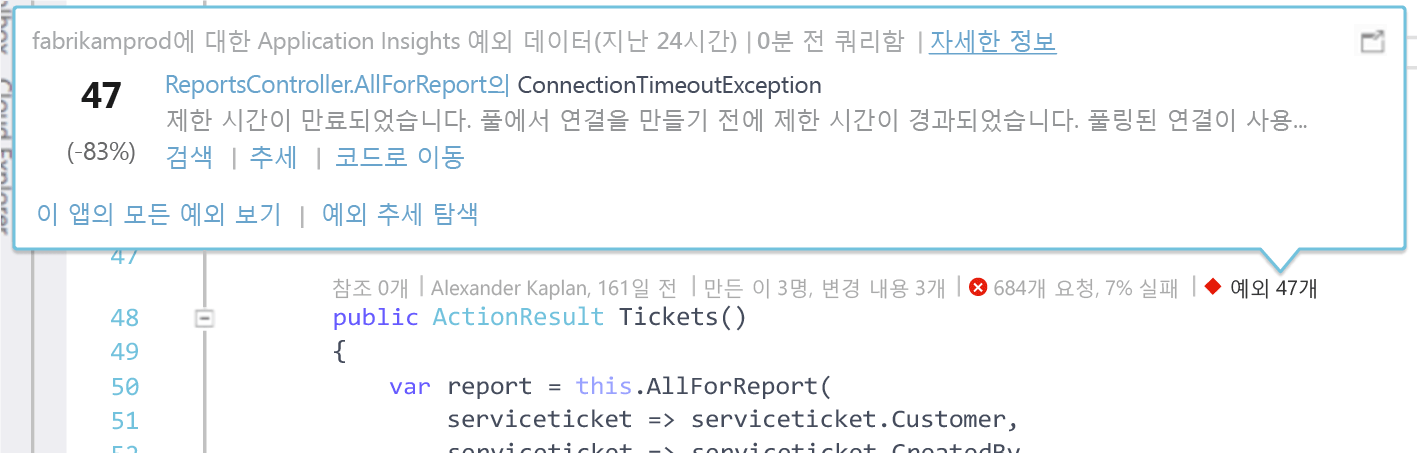 fabrikamprod에 대한 Application Insights 예외 데이터(지난 24시간) | 0분 전 쿼리함 | 자세한 정보
47 ReportsController.AllForReport의 ConnectionTimeoutException
제한 시간이 만료되었습니다. 풀에서 연결을 만들기 전에 제한 시간이 경과되었습니다. 풀링된 연결이 사용...
(-83%) 검색 | 추세 | 코드로 이동
이 앱의 모든 예외 보기 | 예외 추세 탐색
Cloud Explorer
47
참조 0개 | Alexander Kaplan, 161일 전 | 만든 이 3명, 변경 내용 3개 | 684개 요청, 7% 실패 | 예외 47개
48 public ActionResult Tickets()
49 {
50 var report = this.AllForReport(
51 serviceticket => serviceticket.Customer,
52 serviceticket => serviceticket.CreatedBy